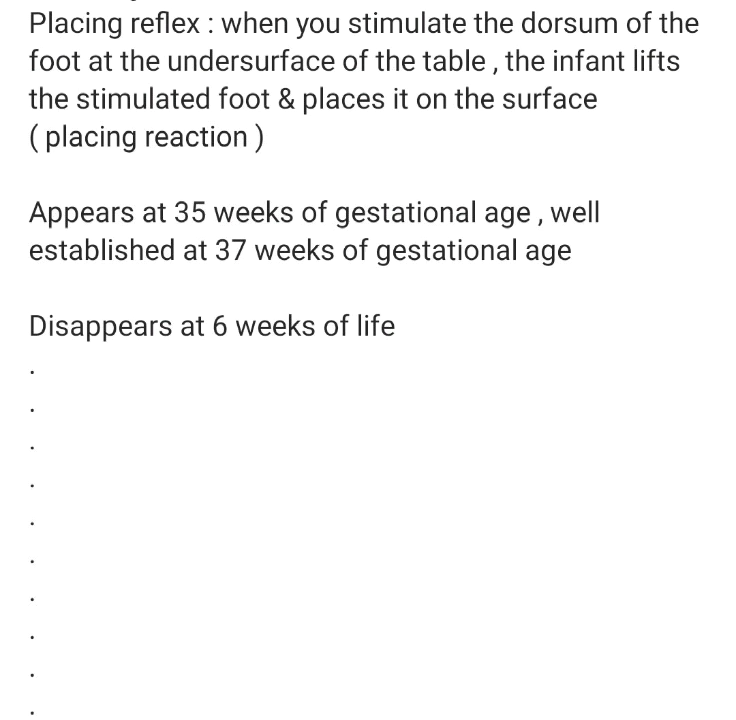 Placing reflex : when you stimulate the dorsum of the
foot at the undersurface of the table , the infant lifts
the stimulated foot & places it on the surface
( placing reaction )
Appears at 35 weeks of gestational age , well
established at 37 weeks of gestational age
Disappears at 6 weeks of life
.
.
.
.
.
.
.
.
.
.